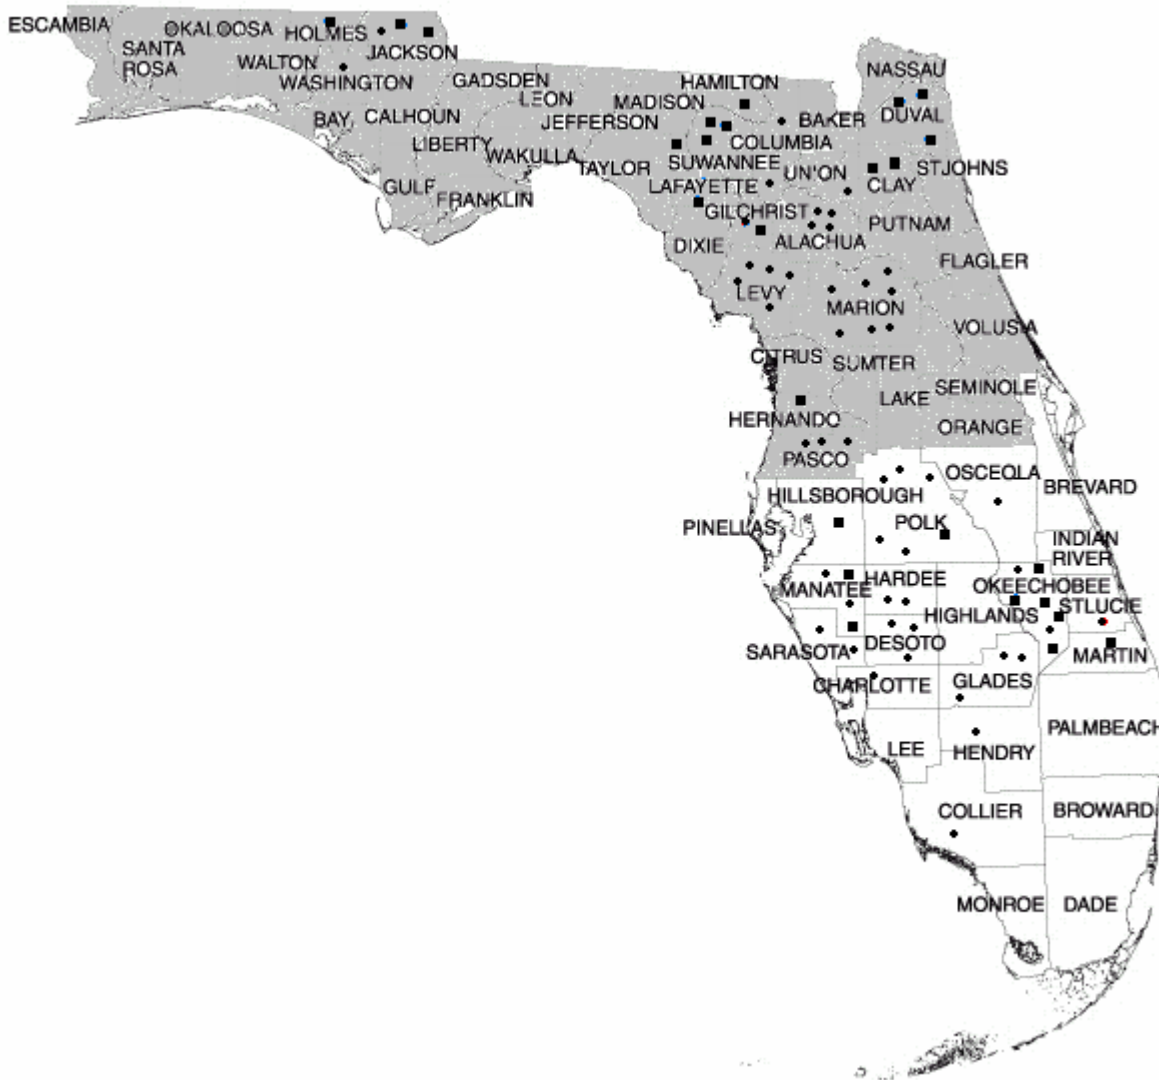 ESCAMBIA
OKALOOSA
HOLMES
SANTA
ROSA
WALTON
JACKSON
WASHINGTON
GADSDEN
LEON
HAMILTON
NASSAU
MADISON
BAY
CALHOUN
JEFFERSON
BAKER
DUVAL
LIBERTY
COLUMBIA
WAKULLA
TAYLOR
SUWANNEE
UN'ON
STJOHNS
GULF
FRANKLIN
LAFAYETTE
CLAY
GILCHRIST
PUTNAM
DIXIE
ALACHUA
FLAGLER
LEVY
MARION
VOLUSIA
CITRUS
SUMTER
SEMINOLE
LAKE
HERNANDO
ORANGE
PASCO
OSCEOLA
BREVARD
HILLSBOROUGH
PINELLAS
POLK
INDIAN
RIVER
HARDEE
MANATEE
OKEECHOBEE
HIGHLANDS
STLUCIE
SARASOTA
DESOTO
MARTIN
CHARLOTTE
GLADES
PALMBEACH
LEE
HENDRY
COLLIER
BROWARD
MONROE
DADE